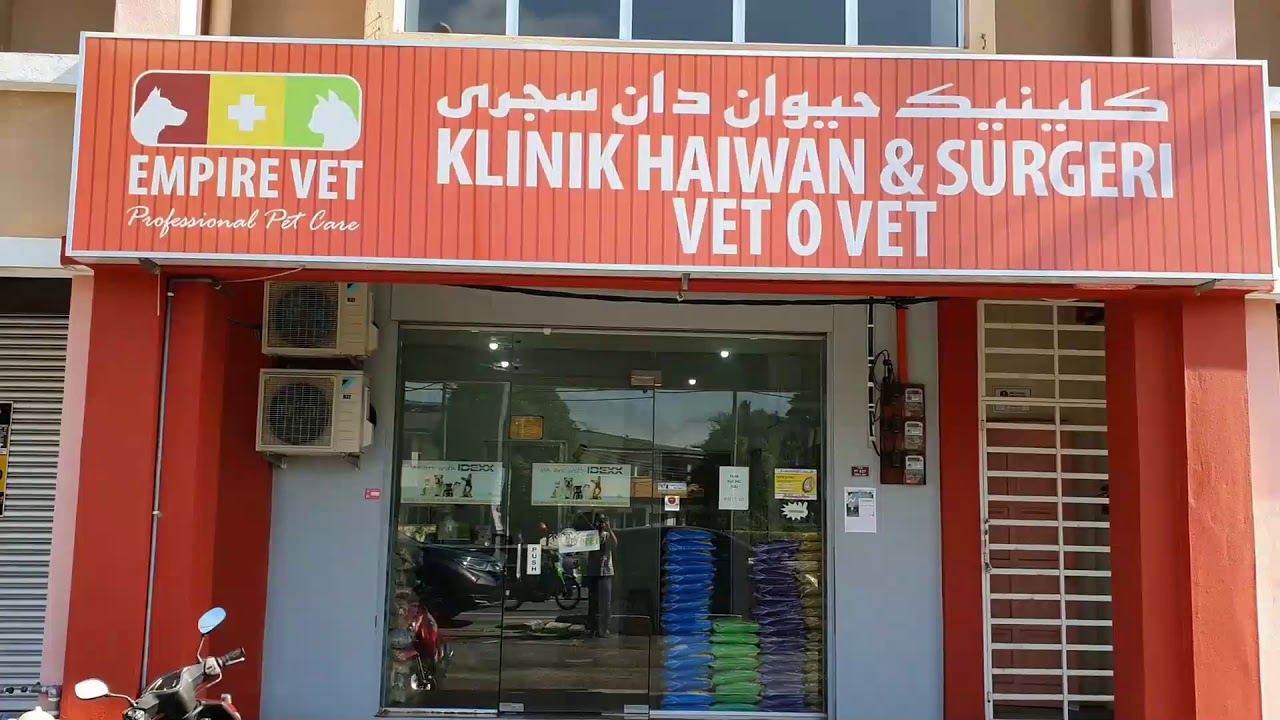 EMPIRE VET
Professional Pet Care
كلينيك حيوان دان سجري
KLINIK HAIWAN & SURGERI
VET O VET
IDEXX
IDEXX
PUSH